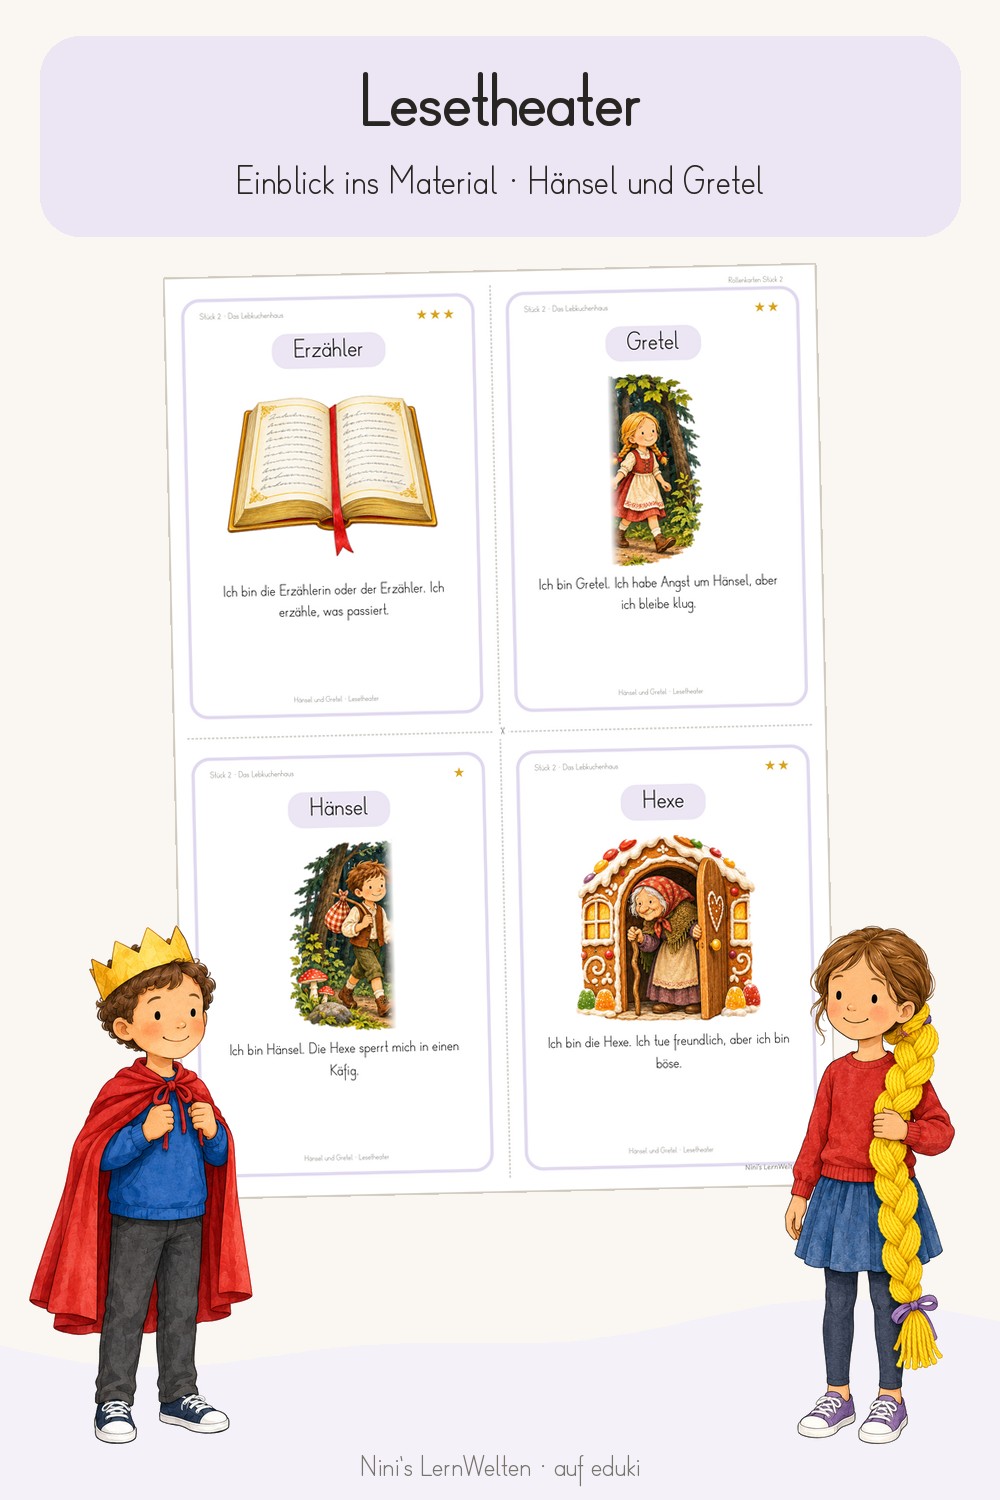 Lesetheater
Einblick ins Material · Hänsel und Gretel
Rollenkarten Stück 2
Stück 2 · Das Lebkuchenhaus
★★★
Erzähler
Ich bin die Erzählerin oder der Erzähler. Ich
erzähle, was passiert.
Hänsel und Gretel · Lesetheater
Stück 2 · Das Lebkuchenhaus
★★
Gretel
Ich bin Gretel. Ich habe Angst um Hänsel, aber
ich bleibe klug.
Hänsel und Gretel · Lesetheater
Stück 2 · Das Lebkuchenhaus
★
Hänsel
Ich bin Hänsel. Die Hexe sperrt mich in einen
Käfig.
Hänsel und Gretel · Lesetheater
Stück 2 · Das Lebkuchenhaus
★★
Hexe
Ich bin die Hexe. Ich tue freundlich, aber ich bin
böse.
Hänsel und Gretel · Lesetheater
Nini's LernWelt
Nini's LernWelten · auf eduki